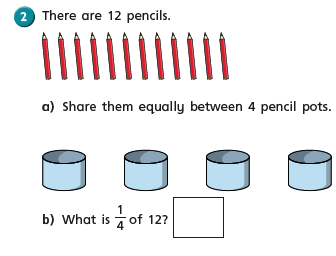 2 There are 12 pencils.
a) Share them equally between 4 pencil pots.
b) What is 1/4 of 12?